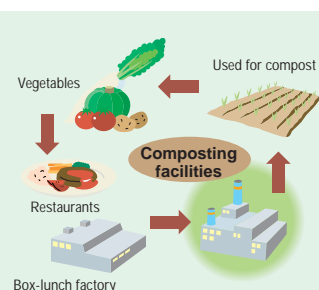 Used for compost
Vegetables
Composting
facilities
Restaurants
Box-lunch factory